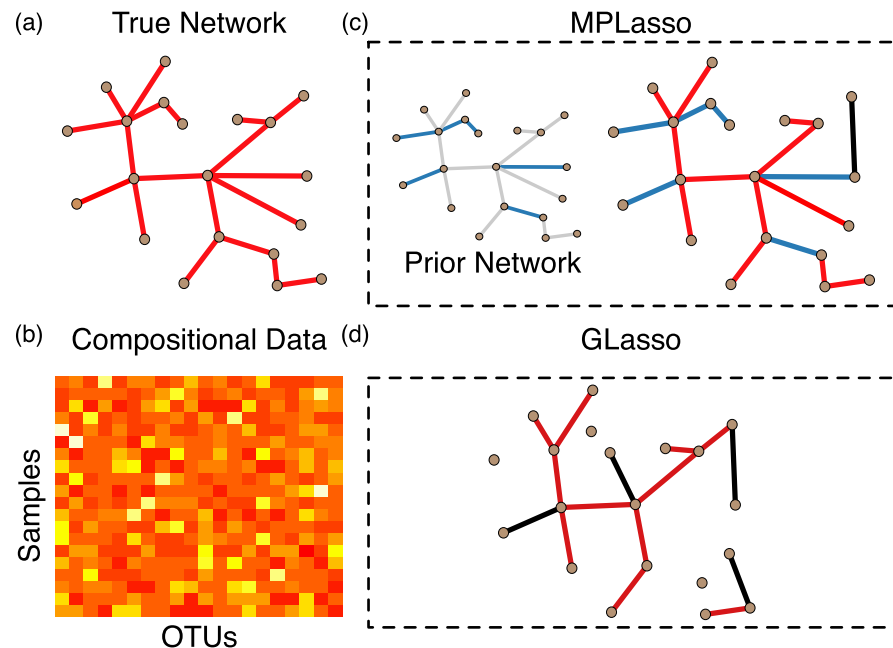 (a)
True Network
(c)
MPLasso
Prior Network
(b)
Compositional Data
Samples
OTUs
(d)
GLasso